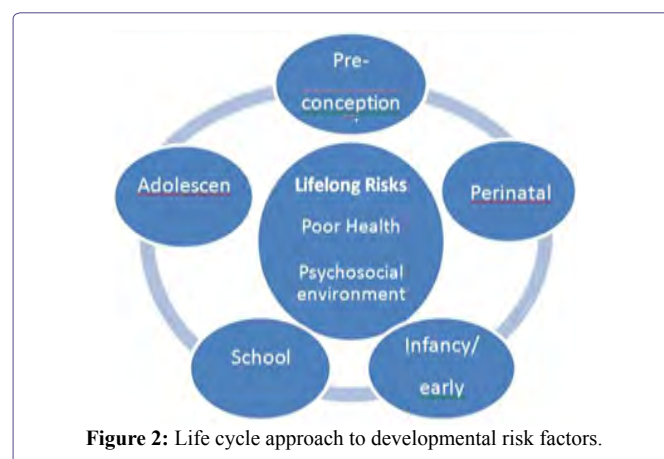 Pre-
conception
Adolescen
Lifelong Risks
Perinatal
Poor Health
Psychosocial
environment
School
Infancy/
early
Figure 2: Life cycle approach to developmental risk factors.